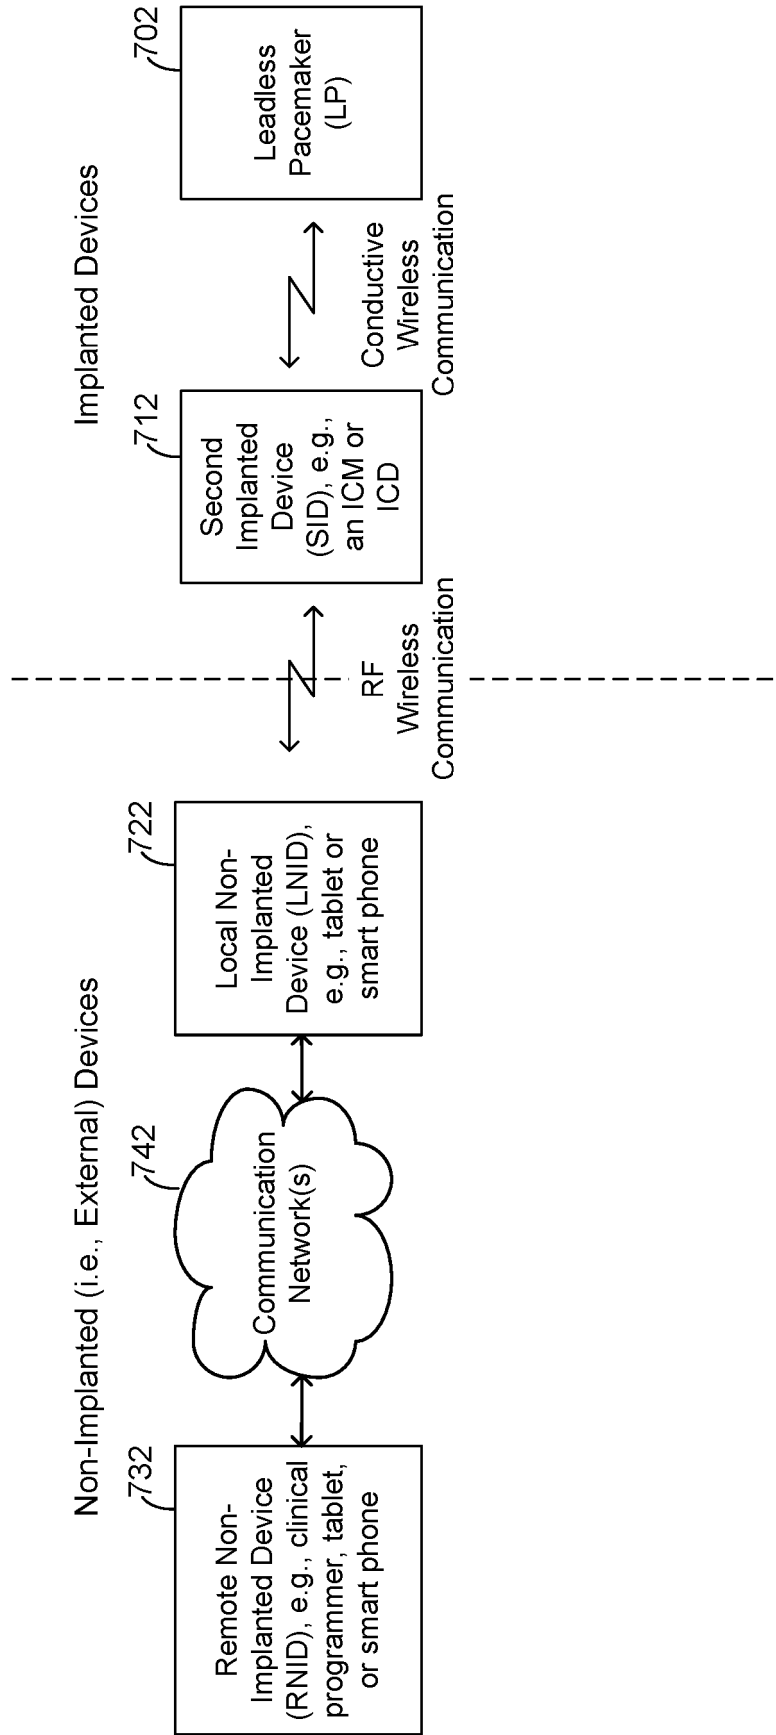 Non-Implanted (i.e., External) Devices
Implanted Devices
732
Remote Non-
Implanted Device
(RNID), e.g., clinical
programmer, tablet,
or smart phone
742
Communication
Network(s)
722
Local Non-
Implanted
Device (LNID),
e.g., tablet or
smart phone
RF
Wireless
Communication
712
Second
Implanted
Device
(SID), e.g.,
an ICM or
ICD
Conductive
Wireless
Communication
702
Leadless
Pacemaker
(LP)